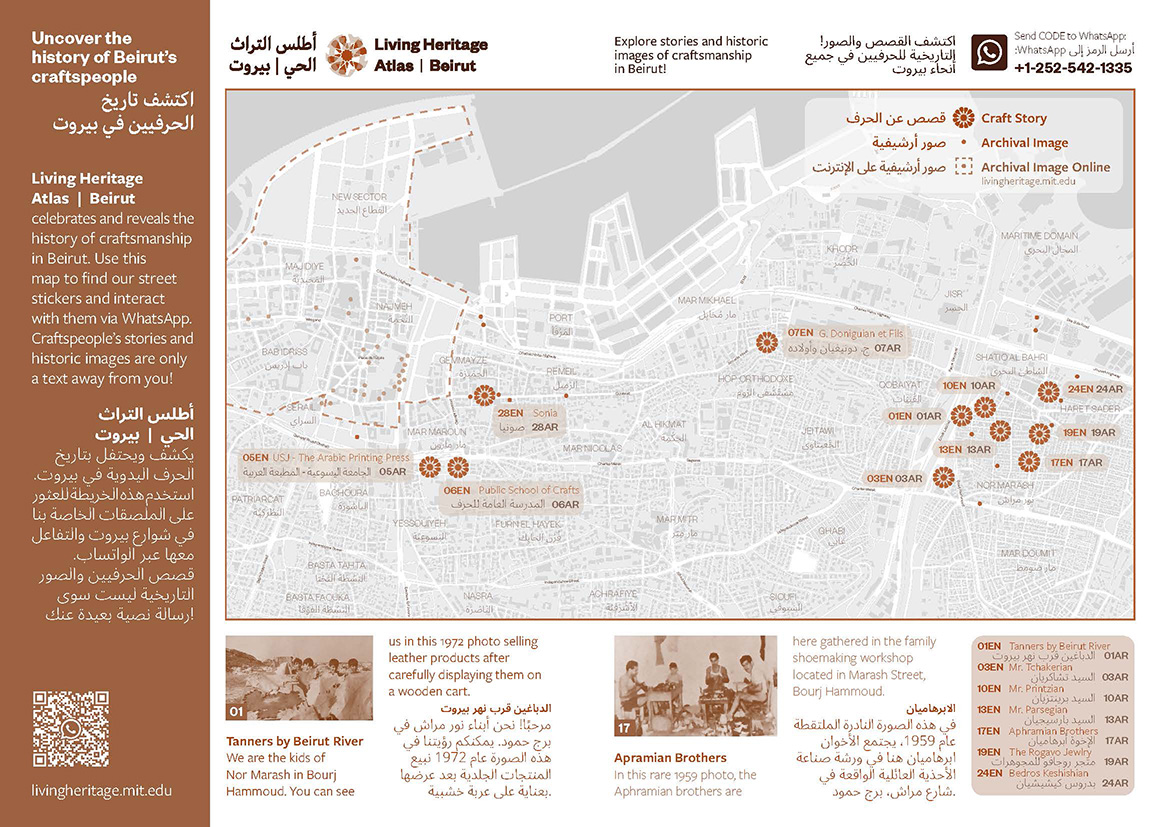 Uncover the
history of Beirut's
craftspeople
اكتشف تاريخ
الحرفيين في بيروت
Living Heritage
Atlas | Beirut
celebrates and reveals the
history of craftsmanship
in Beirut. Use this
map to find our street
stickers and interact
with them via WhatsApp.
Craftspeople's stories and
historic images are only
a text away from you!
أطلس التراث
الحي | بيروت
يكشف ويحتفل بتاريخ
الحرف اليدوية في بيروت.
استخدم هذه الخريطة للعثور
على الملصقات الخاصة بنا
في شوارع بيروت والتفاعل
معها عبر الواتساب.
قصص الحرفيين والصور
التاريخية ليست سوى
رسالة نصية بعيدة عنك!
livingheritage.mit.edu
أطلس التراث
الحي | بيروت
Living Heritage
Atlas | Beirut
Explore stories and historic
images of craftsmanship
in Beirut!
اكتشف القصص والصور!
التاريخية للحرفيين في جميع
أنحاء بيروت
Send CODE to WhatsApp:
أرسل الرمز إلى WhatsApp:
+1-252-542-1335
قصص عن الحرف Craft Story
صور أرشيفية Archival Image
صور أرشيفية على الإنترنت Archival Image Online
livingheritage.mit.edu
NEW SECTOR
القطاع الجديد
MARITIME DOMAIN
المجال البحري
KHODR
الخضر
MAJIDIYE
المجيدية
JISR
الجسر
NAJMEH
النجمة
MAR MIKHAEL
مار مخايل
PORT
المرفأ
07EN G. Doniguian et Fils
ج. دونيغيان وأولاده 07AR
BAB IDRISS
باب إدريس
GEMMAYZE
الجميزة
REMEIL
الرميل
HOP. ORTHODOXE
مستشفى الروم
SHATIO AL BAHRI
الشاطئ البحري
QOBAIYAT
القبيات
10EN 10AR
24EN 24AR
SERAIL
السراي
28EN Sonia
صونيا 28AR
01EN 01AR
HARET SADER
AL HIKMAT
الحكمة
JEITAWI
الجعيتاوي
MAR MAROUN
مار مارون
19EN 19AR
13EN 13AR
MAR NICOLAS
05EN USJ - The Arabic Printing Press
الجامعة اليسوعية - المطبعة العربية 05AR
17EN 17AR
03EN 03AR
06EN Public School of Crafts
المدرسة العامة للحرف 06AR
NOR MARASH
نور مراش
PATRIARCAT
البطركية
BACHOURA
الباشورة
YESSOUIYEH
اليسوعية
FURN EL HAYEK
فرن الحايك
MAR MITR
مار متر
GHABI
MAR DOUMIT
مار ضومط
BASTA TAHTA
البسطة التحتا
BASTA FAOUKA
البسطة الفوقا
NASRA
الناصرة
ACHRAFIYE
الأشرفية
SIOUFI
السيوفي
01
Tanners by Beirut River
We are the kids of
Nor Marash in Bourj
Hammoud. You can see
us in this 1972 photo selling
leather products after
carefully displaying them on
a wooden cart.
الدباغين قرب نهر بيروت
مرحبًا! نحن أبناء نور مراش في
برج حمود. يمكنكم رؤيتنا في
هذه الصورة عام 1972 نبيع
المنتجات الجلدية بعد عرضها
بعناية على عربة خشبية.
17
Apramian Brothers
In this rare 1959 photo, the
Aphramian brothers are
here gathered in the family
shoemaking workshop
located in Marash Street,
Bourj Hammoud.
الابرهاميان
في هذه الصورة النادرة الملتقطة
عام 1959، يجتمع الأخوان
ابرهاميان هنا في ورشة صناعة
الأحذية العائلية الواقعة في
شارع مراش، برج حمود.
01EN Tanners by Beirut River
الدباغين قرب نهر بيروت 01AR
03EN Mr. Tchakerian
السيد تشاكريان 03AR
10EN Mr. Printzian
السيد برينتزيان 10AR
13EN Mr. Parsegian
السيد بارسيجيان 13AR
17EN Aphramian Brothers
الإخوة أبرهاميان 17AR
19EN The Rogavo Jewlry
متجر روجافو للمجوهرات 19AR
24EN Bedros Keshishian
بدروس كيشيشيان 24AR